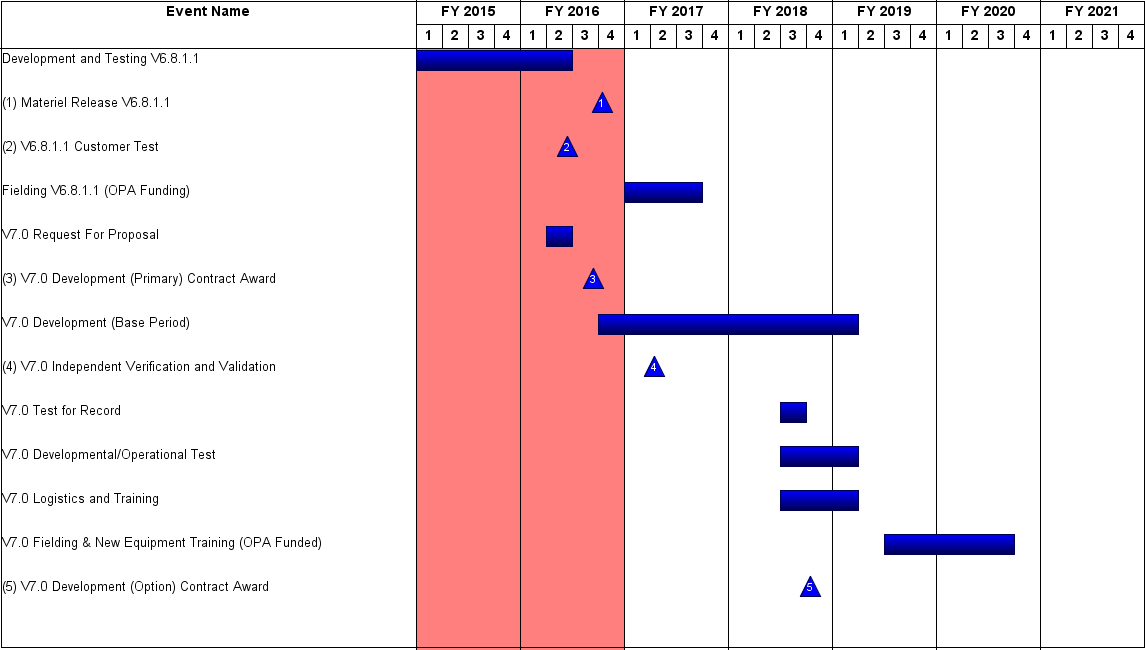 Event Name FY 2015 FY 2016 FY 2017 FY 2018 FY 2019 FY 2020 FY 2021
1 2 3 4 1 2 3 4 1 2 3 4 1 2 3 4 1 2 3 4 1 2 3 4 1 2 3 4
Development and Testing V6.8.1.1
(1) Materiel Release V6.8.1.1 1
(2) V6.8.1.1 Customer Test 2
Fielding V6.8.1.1 (OPA Funding)
V7.0 Request For Proposal
(3) V7.0 Development (Primary) Contract Award 3
V7.0 Development (Base Period)
(4) V7.0 Independent Verification and Validation 4
V7.0 Test for Record
V7.0 Developmental/Operational Test
V7.0 Logistics and Training
V7.0 Fielding & New Equipment Training (OPA Funded)
(5) V7.0 Development (Option) Contract Award 5